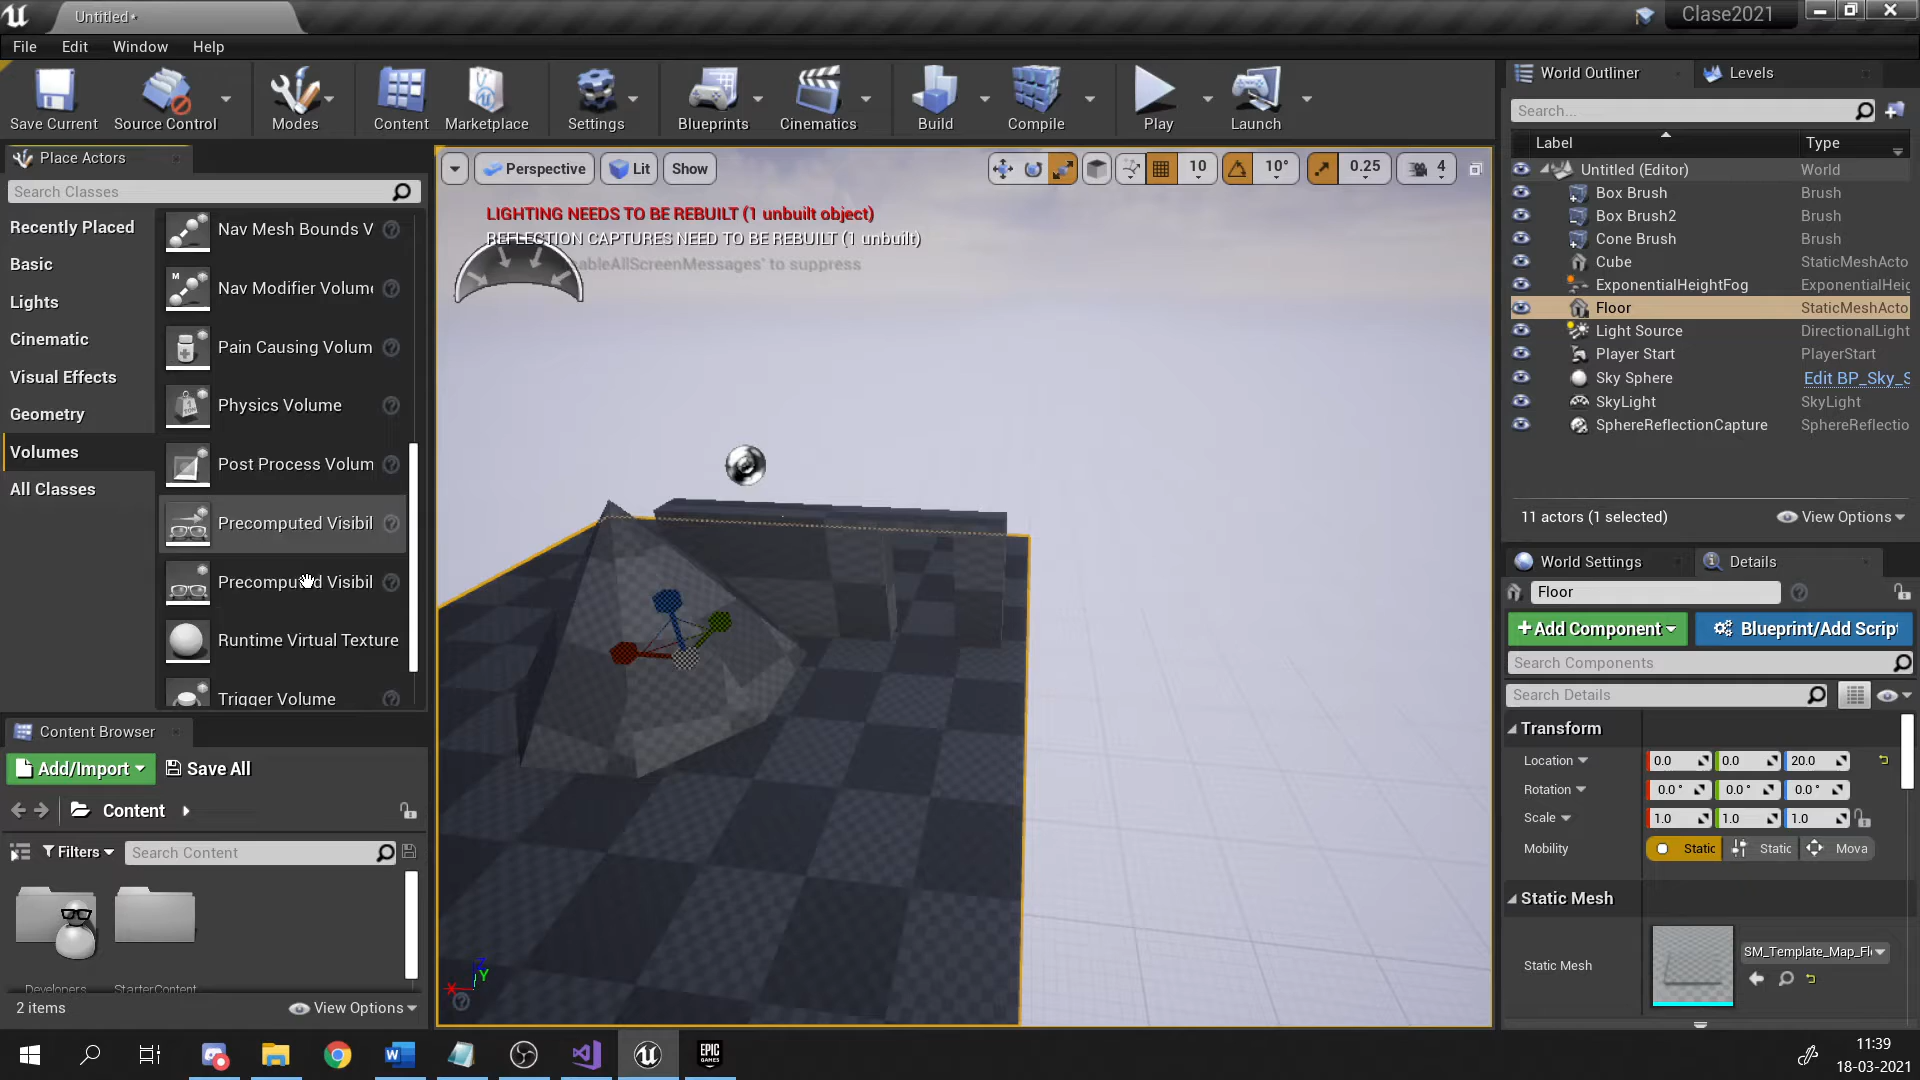 Untitled*
Clase2021
File Edit Window Help
Save Current
Source Control
Modes
Content
Marketplace
Settings
Blueprints
Cinematics
Build
Compile
Play
Launch
Place Actors
Search Classes
Recently Placed
Basic
Lights
Cinematic
Visual Effects
Geometry
Volumes
All Classes
Nav Mesh Bounds V
Nav Modifier Volume
Pain Causing Volum
Physics Volume
Post Process Volum
Precomputed Visibil
Precomputed Visibil
Runtime Virtual Texture
Trigger Volume
Perspective
Lit
Show
10
10°
0.25
4
LIGHTING NEEDS TO BE REBUILT (1 unbuilt object)
REFLECTION CAPTURES NEED TO BE REBUILT (1 unbuilt)
ableAllScreenMessages' to suppress
X
Z
Y
World Outliner
Levels
Search...
Label Type
Untitled (Editor) World
Box Brush Brush
Box Brush2 Brush
Cone Brush Brush
Cube StaticMeshActo
ExponentialHeightFog ExponentialHeig
Floor StaticMeshActo
Light Source DirectionalLight
Player Start PlayerStart
Sky Sphere Edit BP_Sky_S
SkyLight SkyLight
SphereReflectionCapture SphereReflectio
11 actors (1 selected)
View Options
World Settings
Details
Floor
+Add Component
Blueprint/Add Script
Search Components
Search Details
Transform
Location 0.0 0.0 20.0
Rotation 0.0° 0.0° 0.0°
Scale 1.0 1.0 1.0
Mobility Static Static Mova
Static Mesh
Static Mesh
SM_Template_Map_Fl
Content Browser
Add/Import
Save All
Content
Filters
Search Content
Developers
StarterContent
2 items
View Options
EPIC
GAMES
11:39
18-03-2021